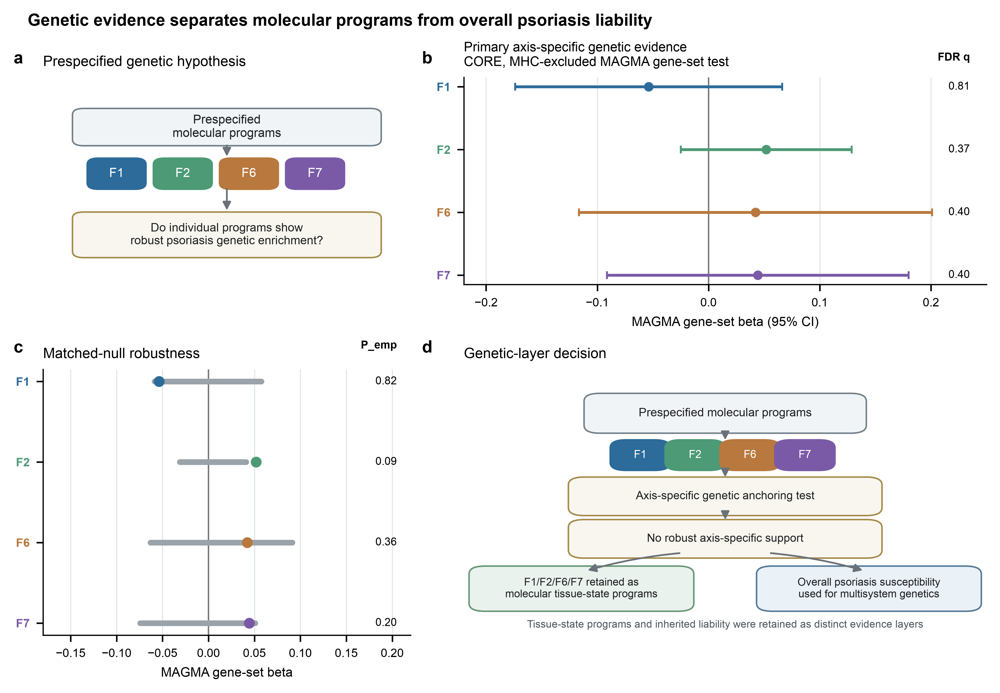 Genetic evidence separates molecular programs from overall psoriasis liability
a
Prespecified genetic hypothesis
Prespecified
molecular programs
F1
F2
F6
F7
Do individual programs show
robust psoriasis genetic enrichment?
b
Primary axis-specific genetic evidence
CORE, MHC-excluded MAGMA gene-set test
FDR q
F1
0.81
F2
0.37
F6
0.40
F7
0.40
−0.2
−0.1
0.0
0.1
0.2
MAGMA gene-set beta (95% CI)
c
Matched-null robustness
P_emp
F1
0.82
F2
0.09
F6
0.36
F7
0.20
−0.15
−0.10
−0.05
0.00
0.05
0.10
0.15
0.20
MAGMA gene-set beta
d
Genetic-layer decision
Prespecified molecular programs
F1
F2
F6
F7
Axis-specific genetic anchoring test
No robust axis-specific support
F1/F2/F6/F7 retained as
molecular tissue-state programs
Overall psoriasis susceptibility
used for multisystem genetics
Tissue-state programs and inherited liability were retained as distinct evidence layers